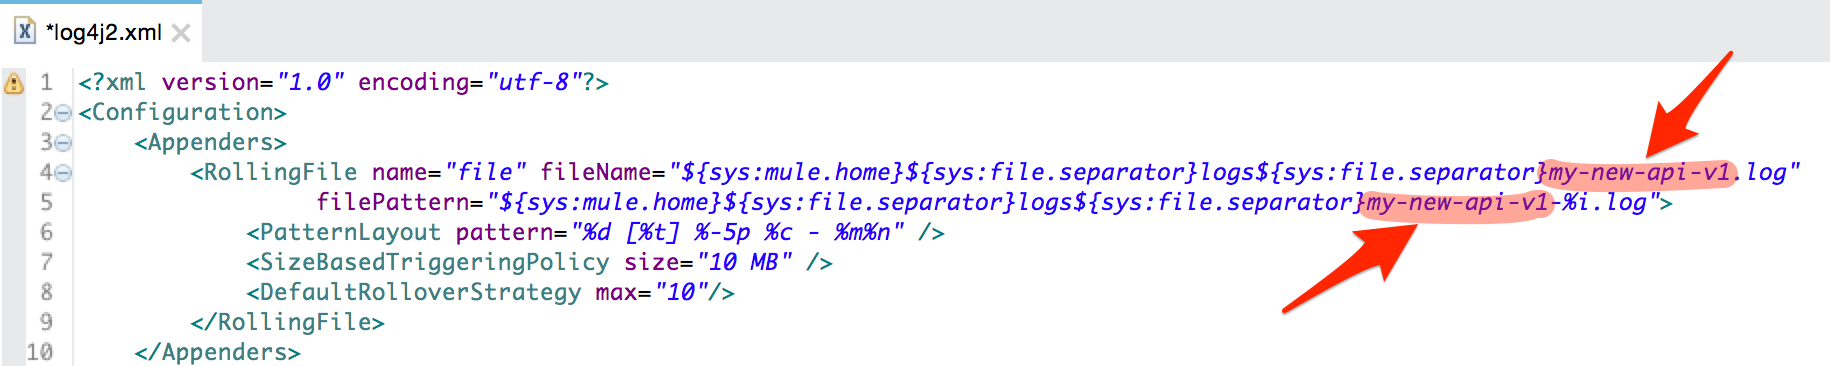 *log4j2.xml
1 <?xml version="1.0" encoding="utf-8"?>
2 <Configuration>
3     <Appenders>
4         <RollingFile name="file" fileName="${sys:mule.home}${sys:file.separator}logs${sys:file.separator}my-new-api-v1.log"
5                  filePattern="${sys:mule.home}${sys:file.separator}logs${sys:file.separator}my-new-api-v1-%i.log">
6             <PatternLayout pattern="%d [%t] %-5p %c - %m%n" />
7             <SizeBasedTriggeringPolicy size="10 MB" />
8             <DefaultRolloverStrategy max="10"/>
9         </RollingFile>
10     </Appenders>